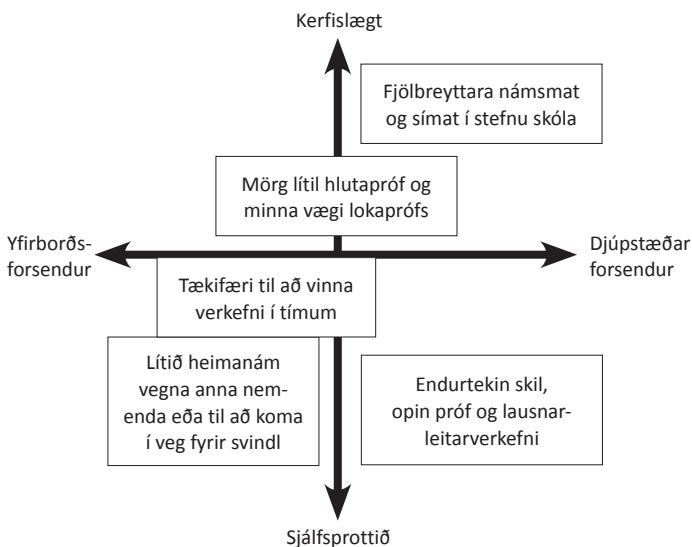 Kerfislægt
Fjölbreyttara námsmat
og símat í stefnu skóla
Mörg lítil hlutapróf og
minna vægi lokaprófs
Yfirborðs-
forsendur
Djúpstæðar
forsendur
Tækifæri til að vinna
verkefni í tímum
Lítið heimanám
vegna anna nem-
enda eða til að koma
í veg fyrir svindl
Endurtekin skil,
opin próf og lausnar-
leitarverkefni
Sjálfsprottið